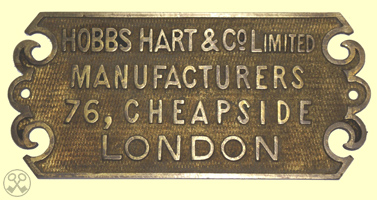 HOBBS HART & Co LIMITED
MANUFACTURERS
76, CHEAPSIDE
LONDON